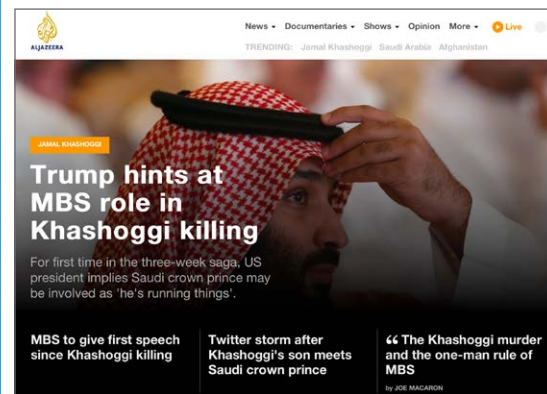 ALJAZEERA
News Documentaries Shows Opinion More Live
TRENDING: Jamal Khashoggi Saudi Arabia Afghanistan
JAMAL KHASHOGGI
Trump hints at
MBS role in
Khashoggi killing
For first time in the three-week saga, US
president implies Saudi crown prince may
be involved as 'he's running things'.
MBS to give first speech
since Khashoggi killing
Twitter storm after
Khashoggi's son meets
Saudi crown prince
“ The Khashoggi murder
and the one-man rule of
MBS
by JOE MACARON